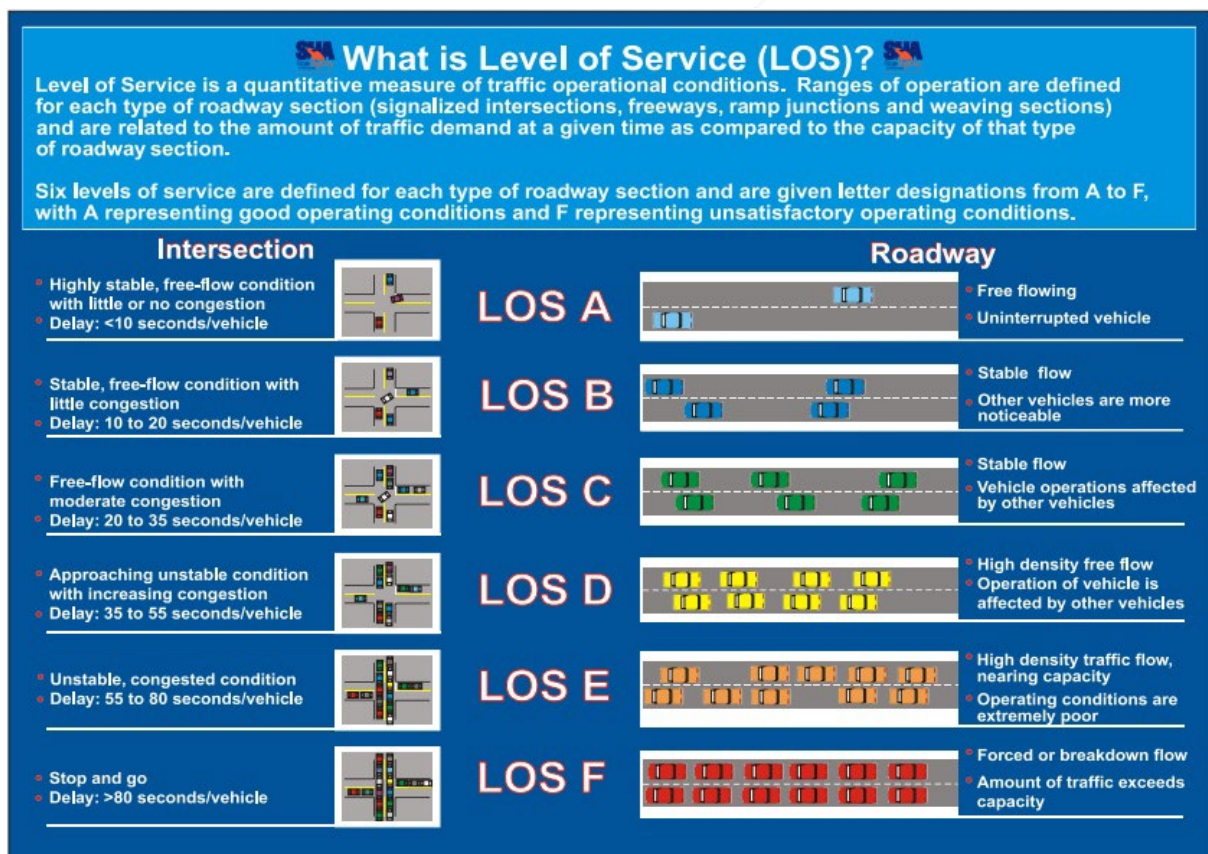 SHA What is Level of Service (LOS)? SHA
Level of Service is a quantitative measure of traffic operational conditions. Ranges of operation are defined
for each type of roadway section (signalized intersections, freeways, ramp junctions and weaving sections)
and are related to the amount of traffic demand at a given time as compared to the capacity of that type
of roadway section.
Six levels of service are defined for each type of roadway section and are given letter designations from A to F,
with A representing good operating conditions and F representing unsatisfactory operating conditions.
Intersection
Roadway
Highly stable, free-flow condition
with little or no congestion
Delay: <10 seconds/vehicle
LOS A
Free flowing
Uninterrupted vehicle
Stable, free-flow condition with
little congestion
Delay: 10 to 20 seconds/vehicle
LOS B
Stable flow
Other vehicles are more
noticeable
Free-flow condition with
moderate congestion
Delay: 20 to 35 seconds/vehicle
LOS C
Stable flow
Vehicle operations affected
by other vehicles
Approaching unstable condition
with increasing congestion
Delay: 35 to 55 seconds/vehicle
LOS D
High density free flow
Operation of vehicle is
affected by other vehicles
Unstable, congested condition
Delay: 55 to 80 seconds/vehicle
LOS E
High density traffic flow,
nearing capacity
Operating conditions are
extremely poor
Stop and go
Delay: >80 seconds/vehicle
LOS F
Forced or breakdown flow
Amount of traffic exceeds
capacity